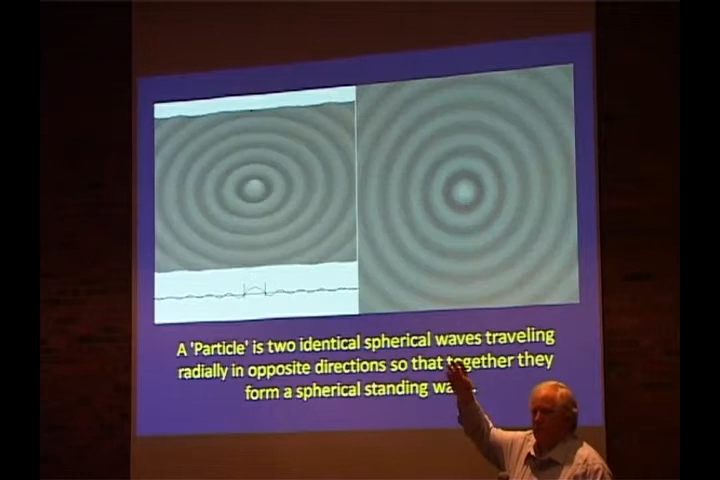 A 'Particle' is two identical spherical waves traveling
radially in opposite directions so that together they
form a spherical standing